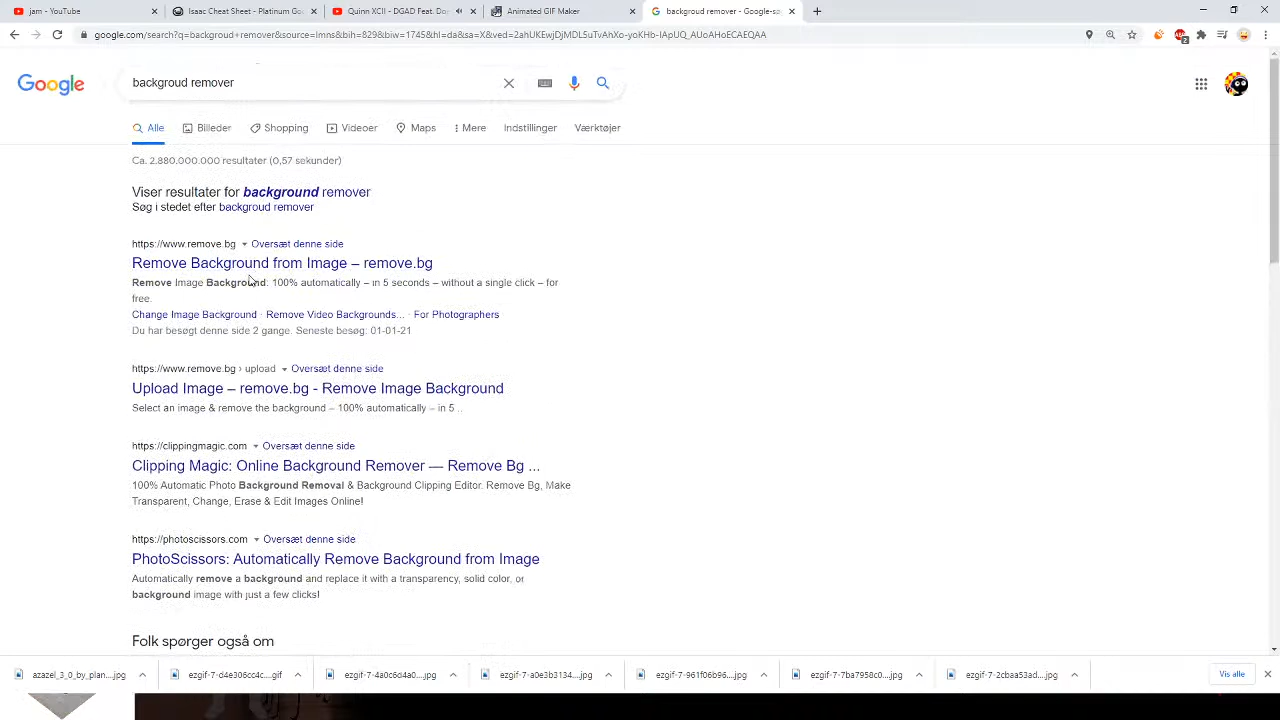 jam - YouTube
Isaac Cheat Sheet - Platinum Go
Quinn XCII - DGAD Feat. Do
Animated GIF Maker
backgroud remover - Google-s
google.com/search?q=backgroud+remover&source=lnms&bih=829&biw=1745&hl=da&sa=X&ved=2ahUKEwjDjMDL5uTvAhXo-yoKHb-IApUQ_AUoAHoECAEQAA
2
Google
backgroud remover
Alle
Billeder
Shopping
Videoer
Maps
Mere
Indstillinger
Værktøjer
Ca. 2.880.000.000 resultater (0,57 sekunder)
Viser resultater for background remover
Søg i stedet efter backgroud remover
https://www.remove.bg Oversæt denne side
Remove Background from Image – remove.bg
Remove Image Background: 100% automatically – in 5 seconds – without a single click – for
free.
Change Image Background · Remove Video Backgrounds... · For Photographers
Du har besøgt denne side 2 gange. Seneste besøg: 01-01-21
https://www.remove.bg › upload Oversæt denne side
Upload Image – remove.bg - Remove Image Background
Select an image & remove the background – 100% automatically – in 5 ..
https://clippingmagic.com Oversæt denne side
Clipping Magic: Online Background Remover — Remove Bg ...
100% Automatic Photo Background Removal & Background Clipping Editor. Remove Bg, Make
Transparent, Change, Erase & Edit Images Online!
https://photoscissors.com Oversæt denne side
PhotoScissors: Automatically Remove Background from Image
Automatically remove a background and replace it with a transparency, solid color, or
background image with just a few clicks!
Folk spørger også om
azazel_3_0_by_plan....jpg
ezgif-7-d4e306cc4c....gif
ezgif-7-4a0c6d4a0....jpg
ezgif-7-a0e3b3134....jpg
ezgif-7-961f06b96....jpg
ezgif-7-7ba7958c0....jpg
ezgif-7-2cbaa53ad....jpg
Vis alle